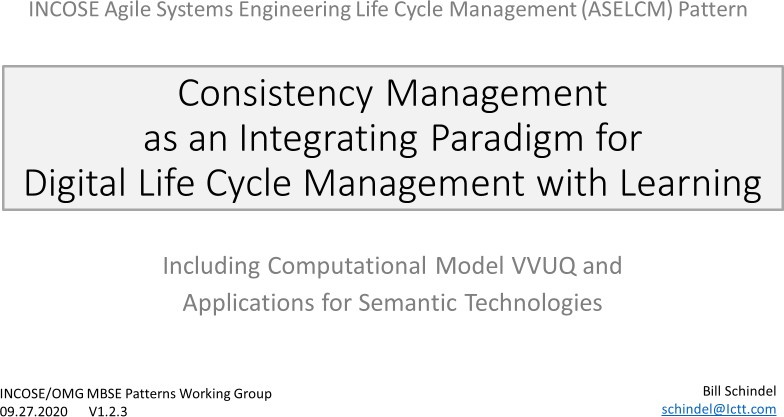 INCOSE Agile Systems Engineering Life Cycle Management (ASELCM) Pattern
Consistency Management
as an Integrating Paradigm for
Digital Life Cycle Management with Learning
Including Computational Model VVUQ and
Applications for Semantic Technologies
INCOSE/OMG MBSE Patterns Working Group
09.27.2020 V1.2.3
Bill Schindel
schindel@Ictt.com